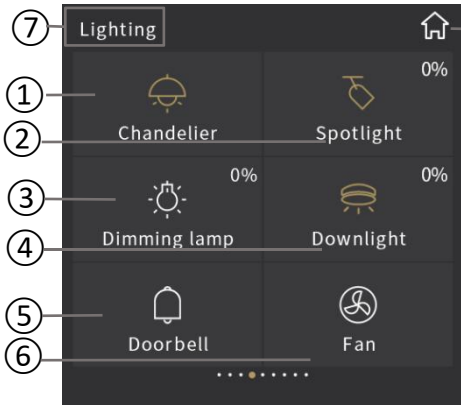 ⑦ Lighting
① 0%
② Chandelier Spotlight
③ 0% 0%
④ Dimming lamp Downlight
⑤ Doorbell Fan
⑥